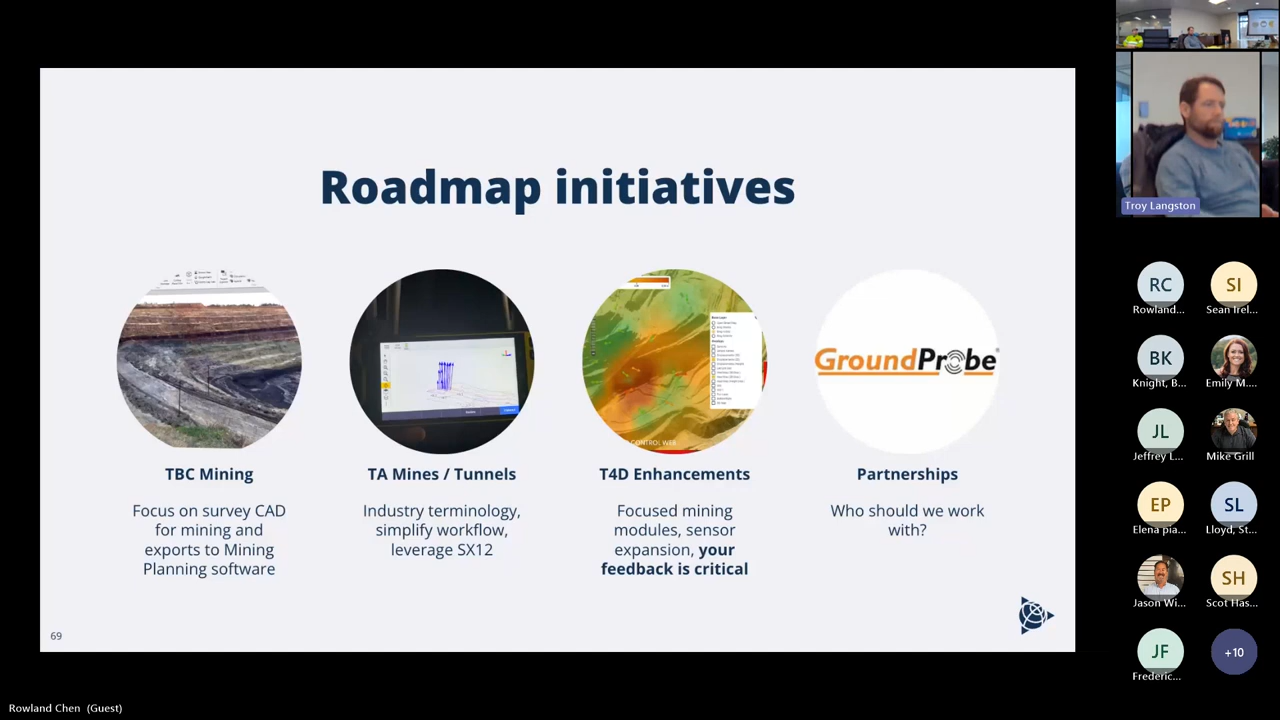 Roadmap initiatives
GroundProbe
TBC Mining
Focus on survey CAD
for mining and
exports to Mining
Planning software
TA Mines / Tunnels
Industry terminology,
simplify workflow,
leverage SX12
T4D Enhancements
Focused mining
modules, sensor
expansion, your
feedback is critical
Partnerships
Who should we work
with?
69
Troy Langston
RC
Rowland...
SI
Sean Irel...
BK
Knight, B...
Emily M....
JL
Jeffrey L...
Mike Grill
EP
Elena pia...
SL
Lloyd, St...
Jason Wi...
SH
Scot Has...
JF
Frederic...
+10
Rowland Chen (Guest)